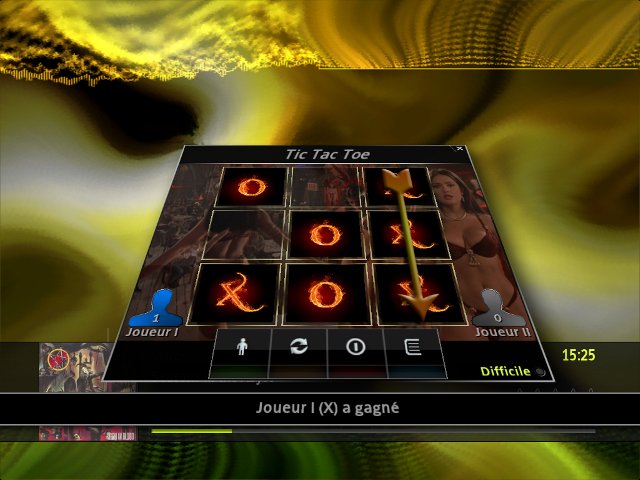 Tic Tac Toe
O X
O X
X O X
1
0
Joueur I
Joueur II
15:25
Difficile
Joueur I (X) a gagné